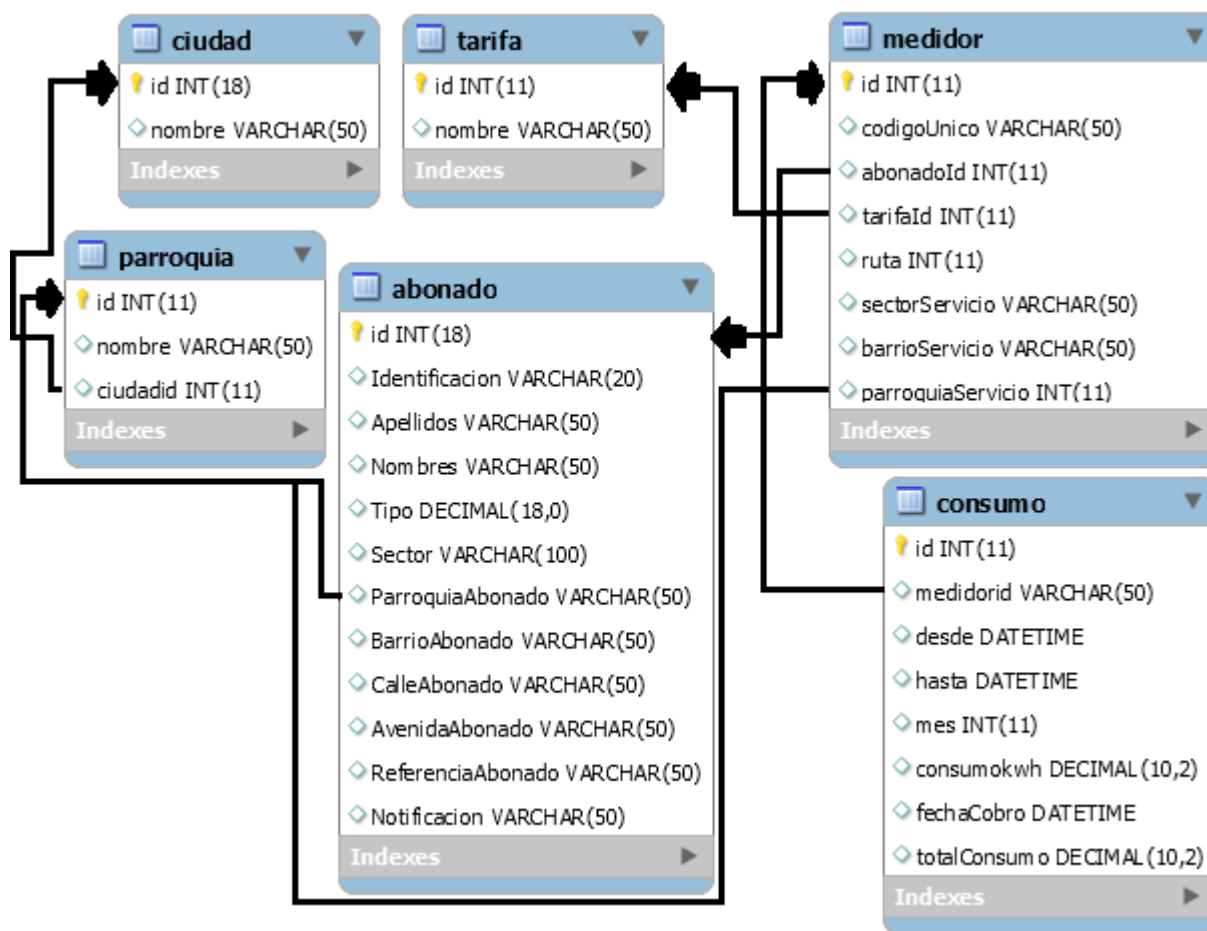 ciudad
id INT(18)
nombre VARCHAR(50)
Indexes
tarifa
id INT(11)
nombre VARCHAR(50)
Indexes
medidor
id INT(11)
codigoUnico VARCHAR(50)
abonadoId INT(11)
tarifaId INT(11)
ruta INT(11)
sectorServicio VARCHAR(50)
barrioServicio VARCHAR(50)
parroquiaServicio INT(11)
Indexes
parroquia
id INT(11)
nombre VARCHAR(50)
ciudadid INT(11)
Indexes
abonado
id INT(18)
Identificacion VARCHAR(20)
Apellidos VARCHAR(50)
Nombres VARCHAR(50)
Tipo DECIMAL(18,0)
Sector VARCHAR(100)
ParroquiaAbonado VARCHAR(50)
BarrioAbonado VARCHAR(50)
CalleAbonado VARCHAR(50)
AvenidaAbonado VARCHAR(50)
ReferenciaAbonado VARCHAR(50)
Notificacion VARCHAR(50)
Indexes
consumo
id INT(11)
medidorid VARCHAR(50)
desde DATETIME
hasta DATETIME
mes INT(11)
consumokwh DECIMAL(10,2)
fechaCobro DATETIME
totalConsumo DECIMAL(10,2)
Indexes